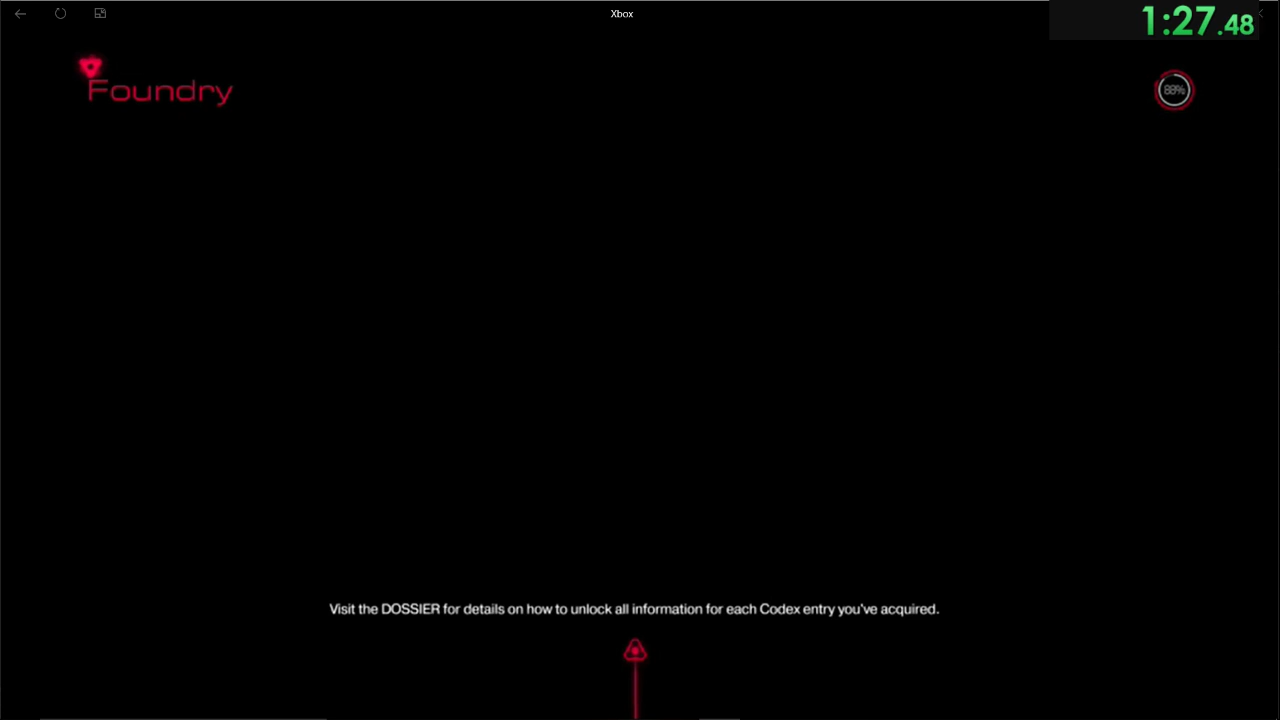 Xbox
1:27.48
Foundry
88%
Visit the DOSSIER for details on how to unlock all information for each Codex entry you've acquired.